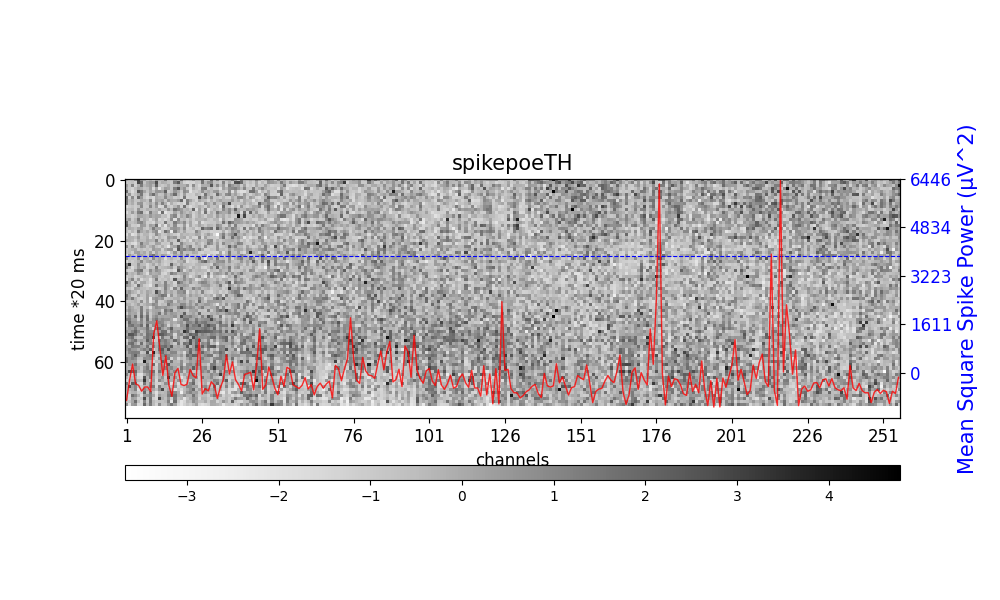 spikepoeTH
0
20
40
60
time *20 ms
6446
4834
3223
1611
0
Mean Square Spike Power (μV^2)
1 26 51 76 101 126 151 176 201 226 251
channels
−3 −2 −1 0 1 2 3 4